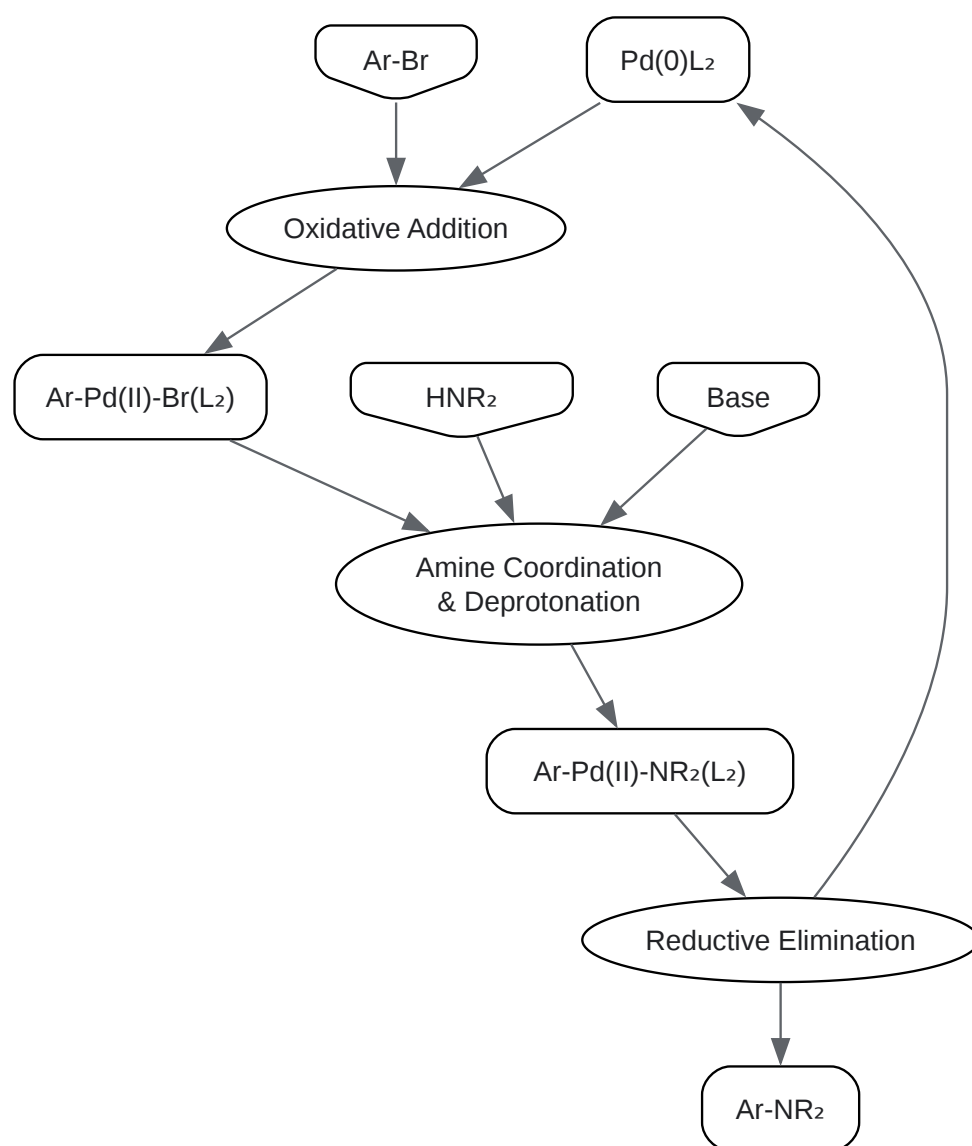 Ar-Br
Pd(0)L₂
Oxidative Addition
Ar-Pd(II)-Br(L₂)
HNR₂
Base
Amine Coordination
& Deprotonation
Ar-Pd(II)-NR₂(L₂)
Reductive Elimination
Ar-NR₂